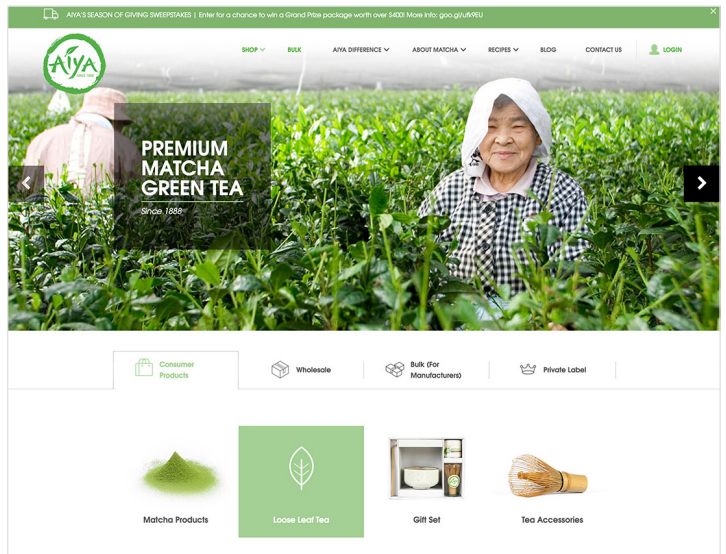 AIYA'S SEASON OF GIVING SWEEPSTAKES | Enter for a chance to win a Grand Prize package worth over $400! More Info: goo.gl/ufk9EU
AIYA
SINCE 1888
SHOP
BULK
AIYA DIFFERENCE
ABOUT MATCHA
RECIPES
BLOG
CONTACT US
LOGIN
PREMIUM
MATCHA
GREEN TEA
Since 1888
Consumer
Products
Wholesale
Bulk (For
Manufacturers)
Private Label
Matcha Products
Loose Leaf Tea
Gift Set
Tea Accessories